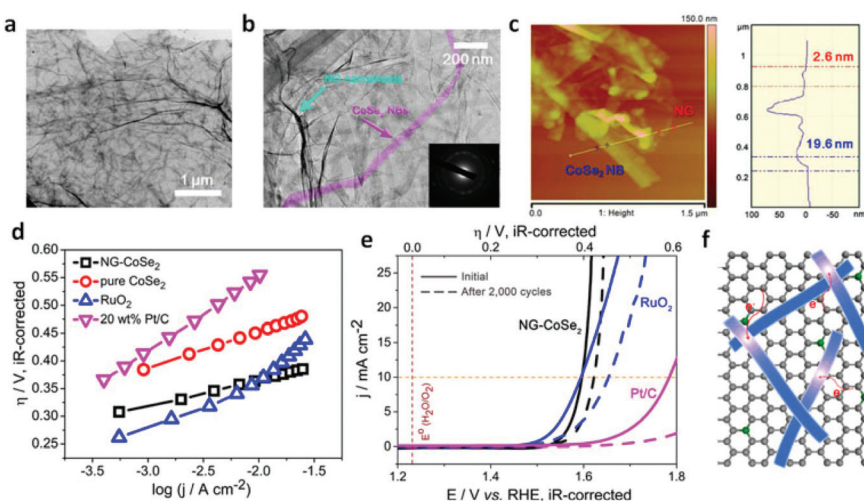 a
1 μm
b
200 nm
CoSe₂ NBs
c
150.0 nm
NG
CoSe₂ NB
0.0
1: Height
1.5 μm
μm
1
0.8
0.6
0.4
0.2
2.6 nm
19.6 nm
100
50
0
-50
nm
d
NG-CoSe₂
pure CoSe₂
RuO₂
20 wt% Pt/C
η / V, iR-corrected
0.55
0.50
0.45
0.40
0.35
0.30
0.25
-3.5
-3.0
-2.5
-2.0
-1.5
log (j / A cm⁻²)
e
η / V, iR-corrected
0.0
0.2
0.4
0.6
Initial
After 2,000 cycles
NG-CoSe₂
RuO₂
Pt/C
E⁰ (H₂O/O₂)
j / mA cm⁻²
25
20
15
10
5
0
1.2
1.4
1.6
1.8
E / V vs. RHE, iR-corrected
f
e⁻
e⁻
e⁻